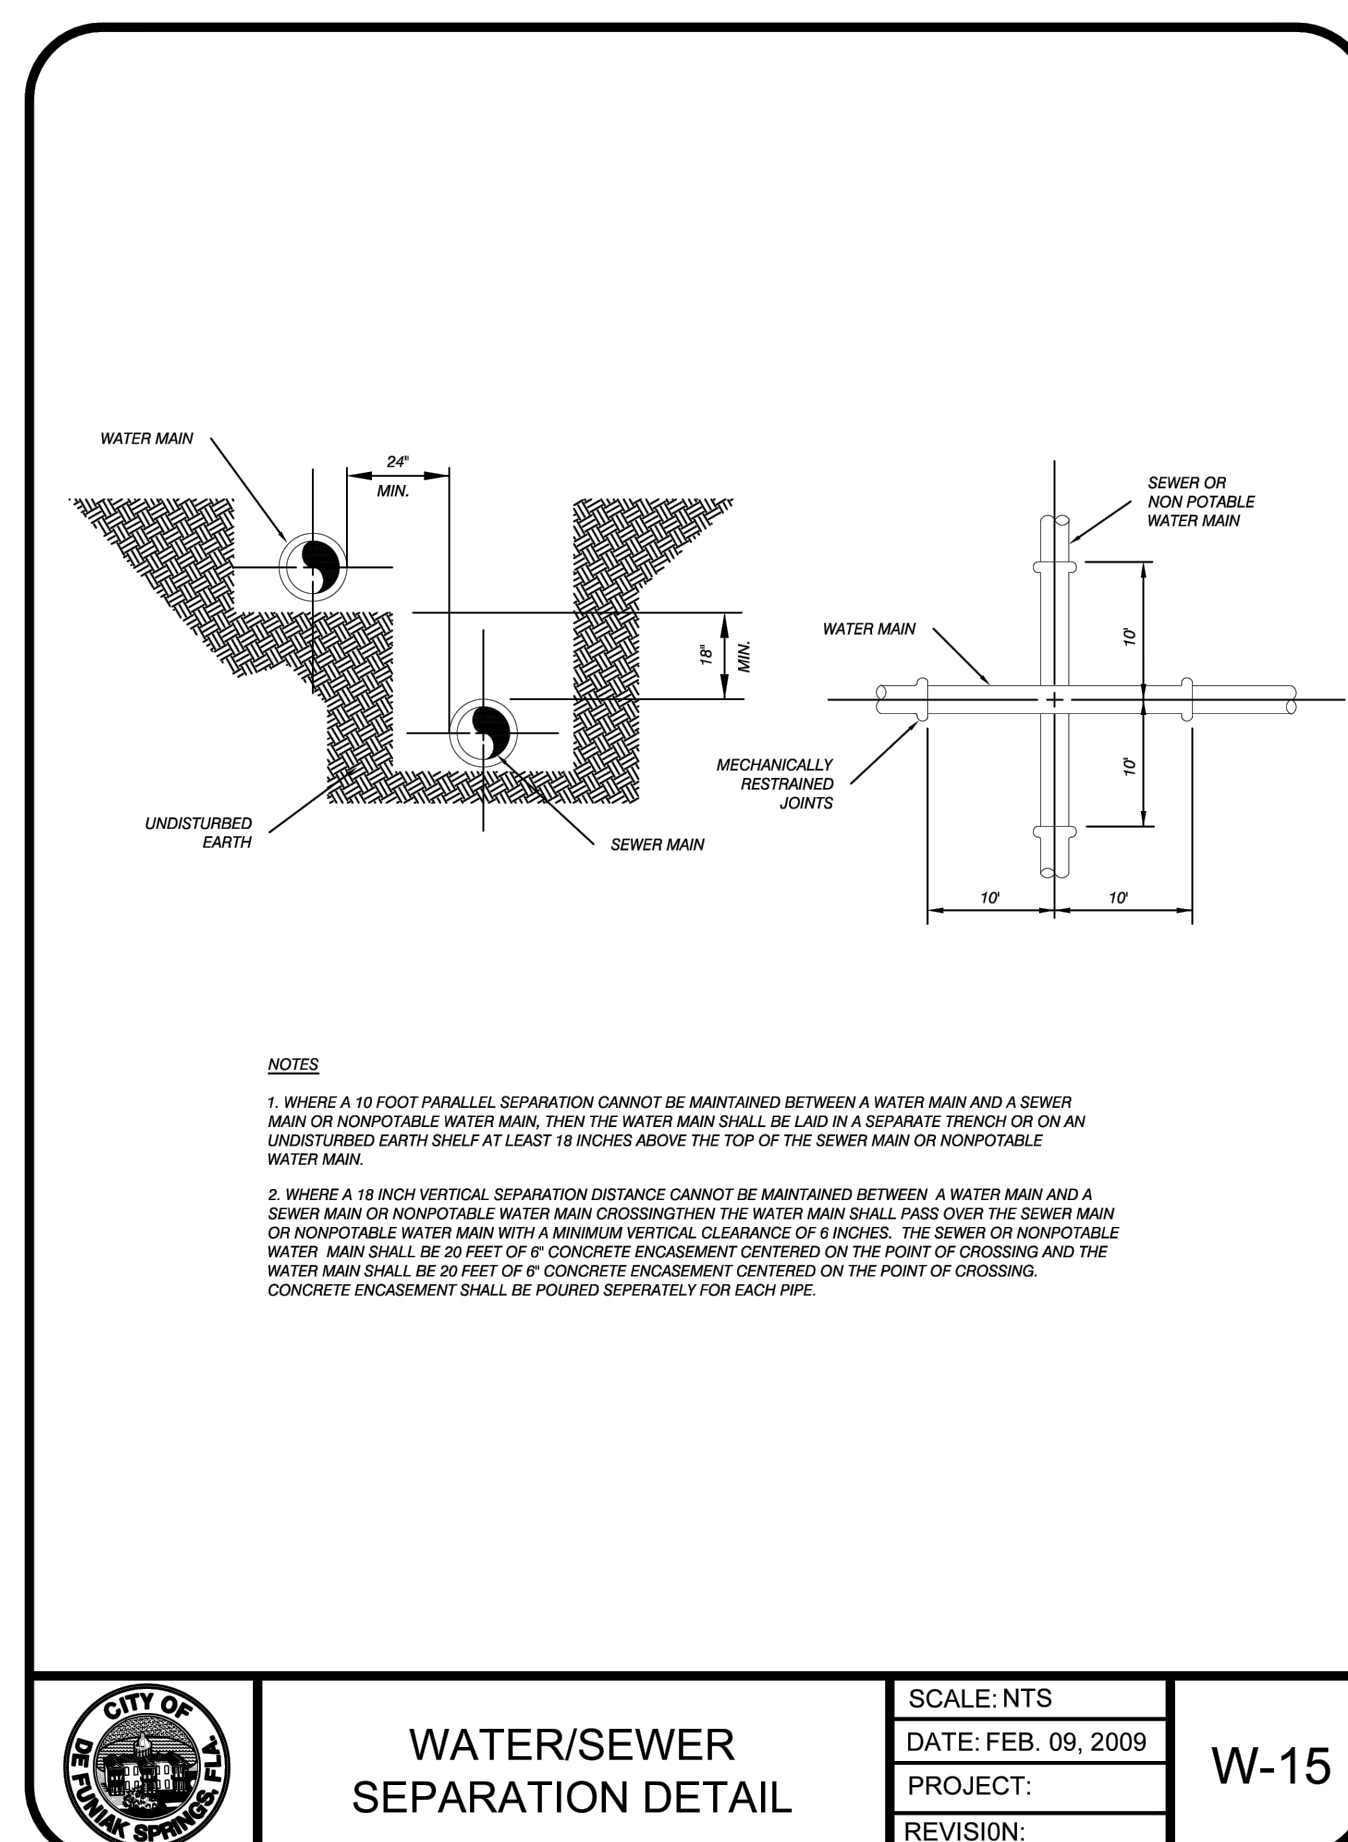 WATER MAIN
24"
MIN.
18"
MIN.
UNDISTURBED
EARTH
SEWER MAIN
SEWER OR
NON POTABLE
WATER MAIN
WATER MAIN
10'
10'
MECHANICALLY
RESTRAINED
JOINTS
10'
10'
NOTES
1. WHERE A 10 FOOT PARALLEL SEPARATION CANNOT BE MAINTAINED BETWEEN A WATER MAIN AND A SEWER
MAIN OR NONPOTABLE WATER MAIN, THEN THE WATER MAIN SHALL BE LAID IN A SEPARATE TRENCH OR ON AN
UNDISTURBED EARTH SHELF AT LEAST 18 INCHES ABOVE THE TOP OF THE SEWER MAIN OR NONPOTABLE
WATER MAIN.
2. WHERE A 18 INCH VERTICAL SEPARATION DISTANCE CANNOT BE MAINTAINED BETWEEN A WATER MAIN AND A
SEWER MAIN OR NONPOTABLE WATER MAIN CROSSINGTHEN THE WATER MAIN SHALL PASS OVER THE SEWER MAIN
OR NONPOTABLE WATER MAIN WITH A MINIMUM VERTICAL CLEARANCE OF 6 INCHES. THE SEWER OR NONPOTABLE
WATER MAIN SHALL BE 20 FEET OF 6" CONCRETE ENCASEMENT CENTERED ON THE POINT OF CROSSING AND THE
WATER MAIN SHALL BE 20 FEET OF 6" CONCRETE ENCASEMENT CENTERED ON THE POINT OF CROSSING.
CONCRETE ENCASEMENT SHALL BE POURED SEPERATELY FOR EACH PIPE.
CITY OF
DE FUNIAK SPRINGS, FLA.
WATER/SEWER
SEPARATION DETAIL
SCALE: NTS
DATE: FEB. 09, 2009
PROJECT:
REVISI0N:
W-15